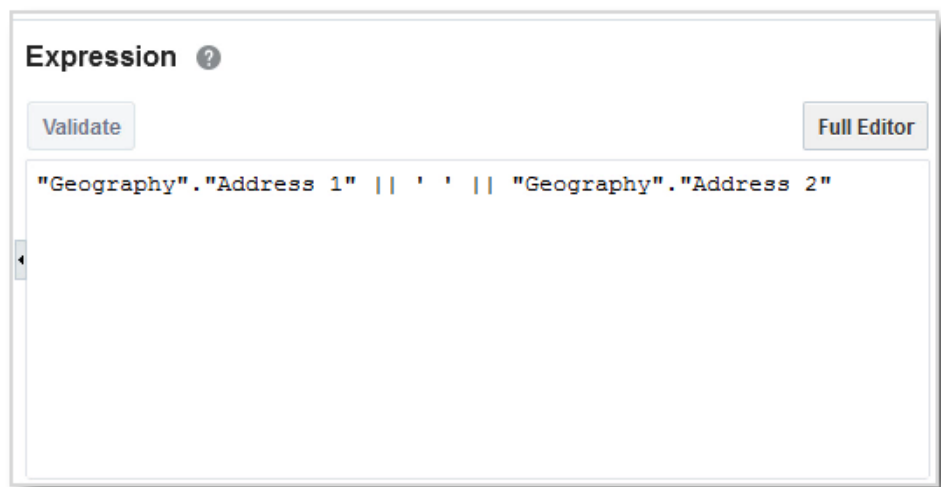 Expression ?
Validate
Full Editor
"Geography"."Address 1" || ' ' || "Geography"."Address 2"